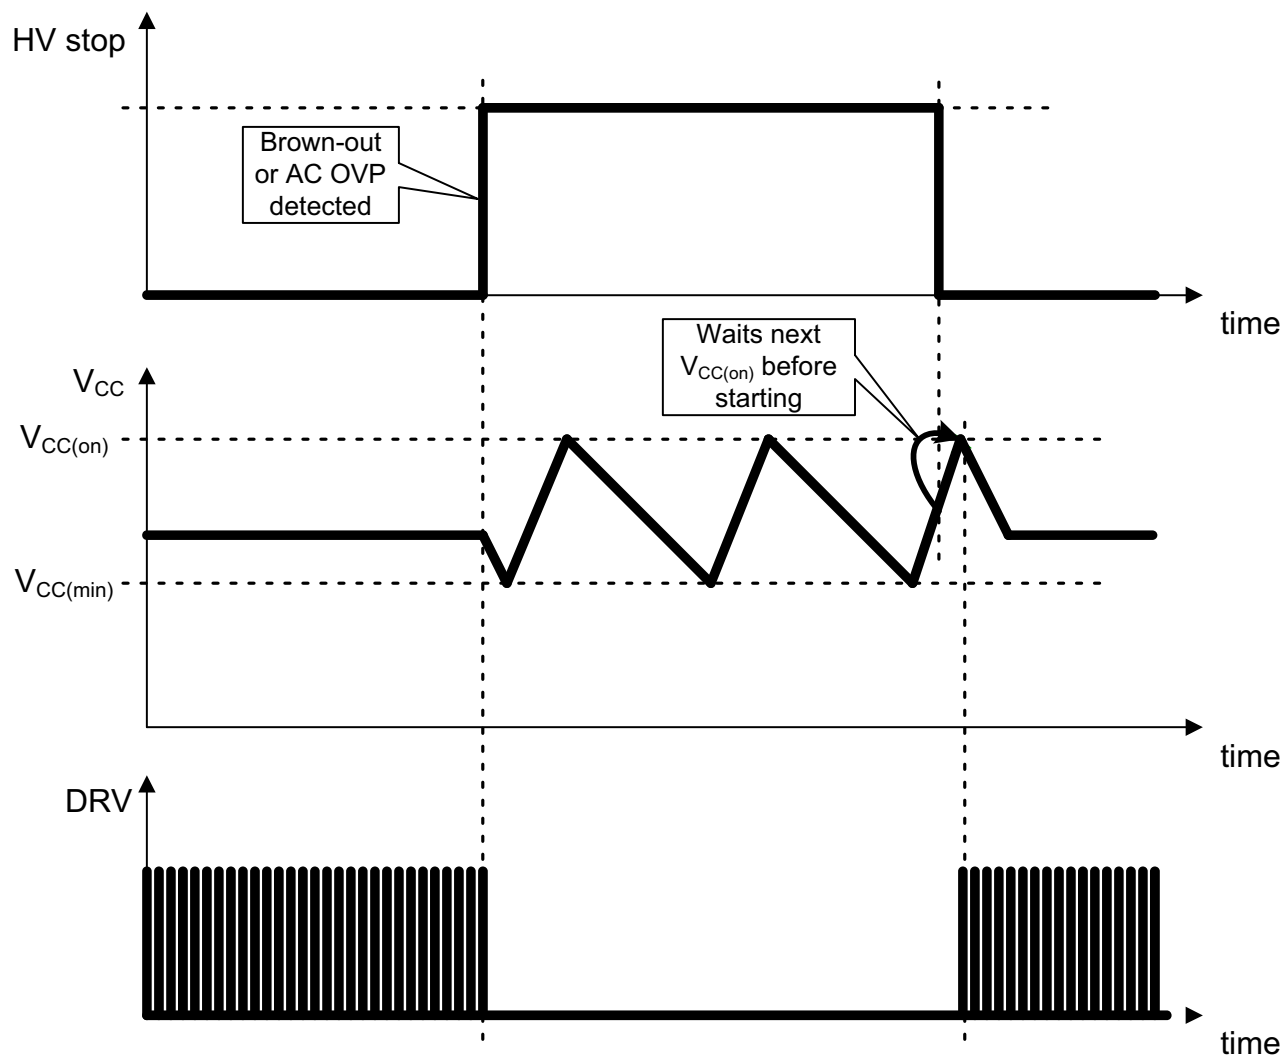 HV stop
Brown-out
or AC OVP
detected
time
Waits next
VCC(on) before
starting
VCC
VCC(on)
VCC(min)
time
DRV
time